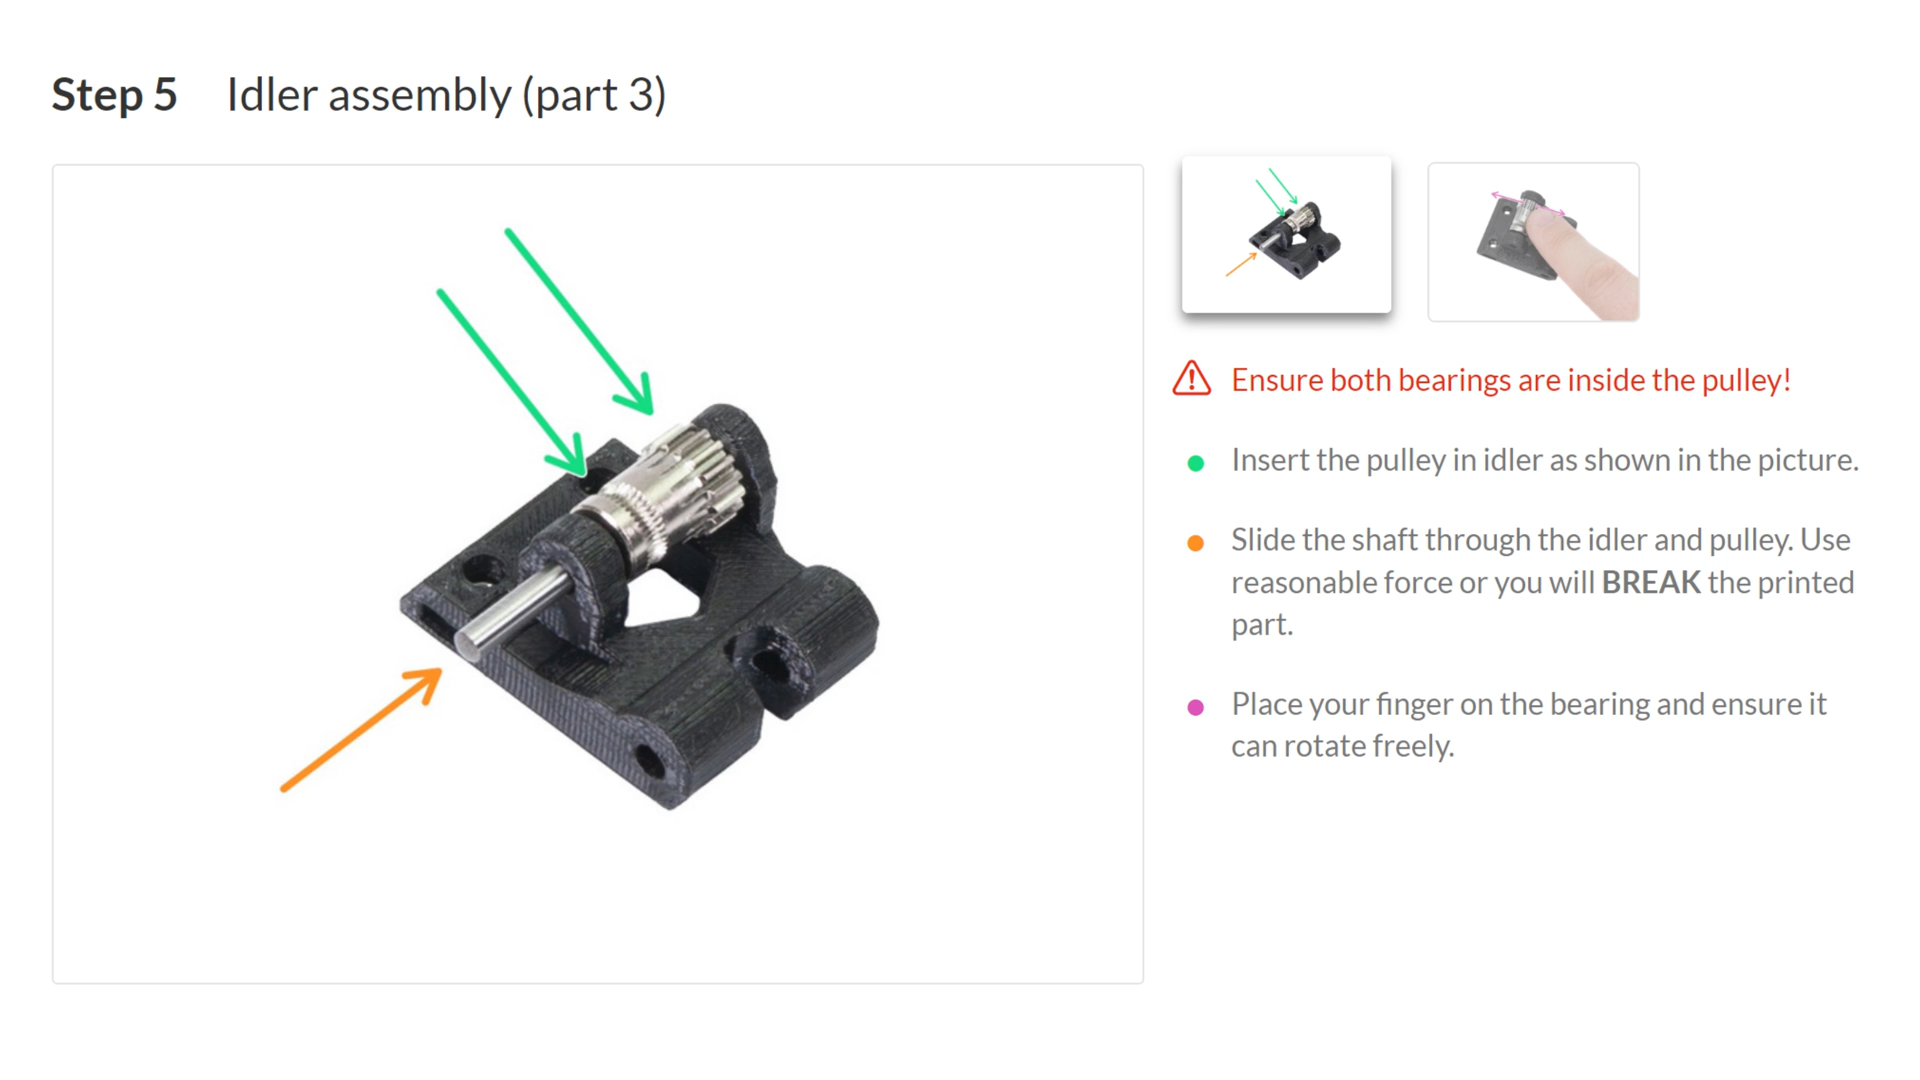 Step 5 Idler assembly (part 3)
Ensure both bearings are inside the pulley!
Insert the pulley in idler as shown in the picture.
Slide the shaft through the idler and pulley. Use
reasonable force or you will BREAK the printed
part.
Place your finger on the bearing and ensure it
can rotate freely.